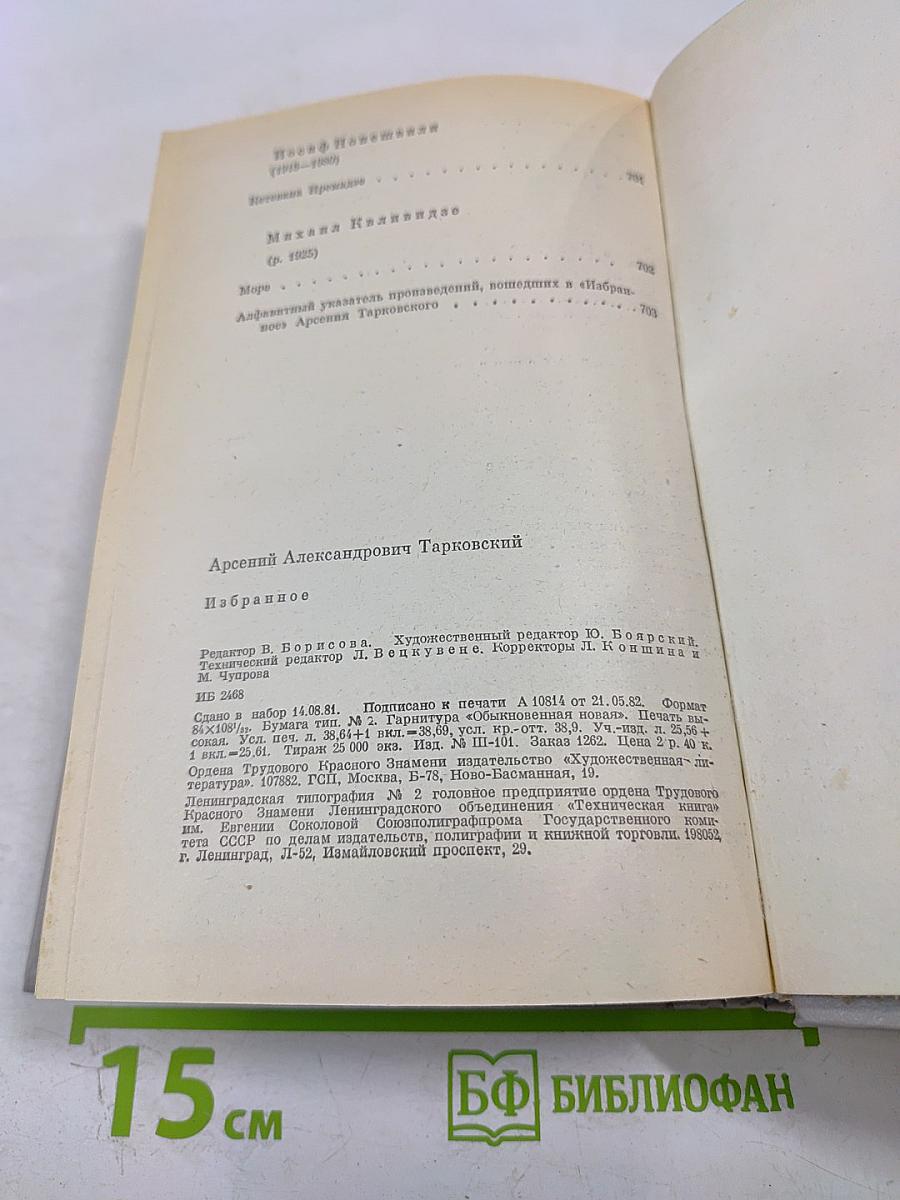 Иосиф Нонешвили
(1918—1980)
701
Михаил Квливидзе
(р. 1925)
Море . . . . . . . . . . . . . . . . . . 702
Алфавитный указатель произведений, вошедших в «Избран-
ное» Арсения Тарковского . . . . . . . . . . 703
Арсений Александрович Тарковский
Избранное
Редактор В. Борисова. Художественный редактор Ю. Боярский.
Технический редактор Л. Вецкувене. Корректоры Л. Коншина и
М. Чупрова
ИБ 2468
Сдано в набор 14.08.81. Подписано к печати А 10814 от 21.05.82. Формат
84×108¹/₃₂. Бумага тип. № 2. Гарнитура «Обыкновенная новая». Печать вы-
сокая. Усл. печ. л. 38,64+1 вкл.=38,69, усл. кр.-отт. 38,9. Уч.-изд. л. 25,56+
1 вкл.=25,61. Тираж 25 000 экз. Изд. № III-101. Заказ 1262. Цена 2 р. 40 к.
Ордена Трудового Красного Знамени издательство «Художественная ли-
тература». 107882. ГСП, Москва, Б-78, Ново-Басманная, 19.
Ленинградская типография № 2 головное предприятие ордена Трудового
Красного Знамени Ленинградского объединения «Техническая книга»
им. Евгении Соколовой Союзполиграфпрома Государственного коми-
тета СССР по делам издательств, полиграфии и книжной торговли. 198052,
г. Ленинград, Л-52, Измайловский проспект, 29.
15 см БФ БИБЛИОФАН